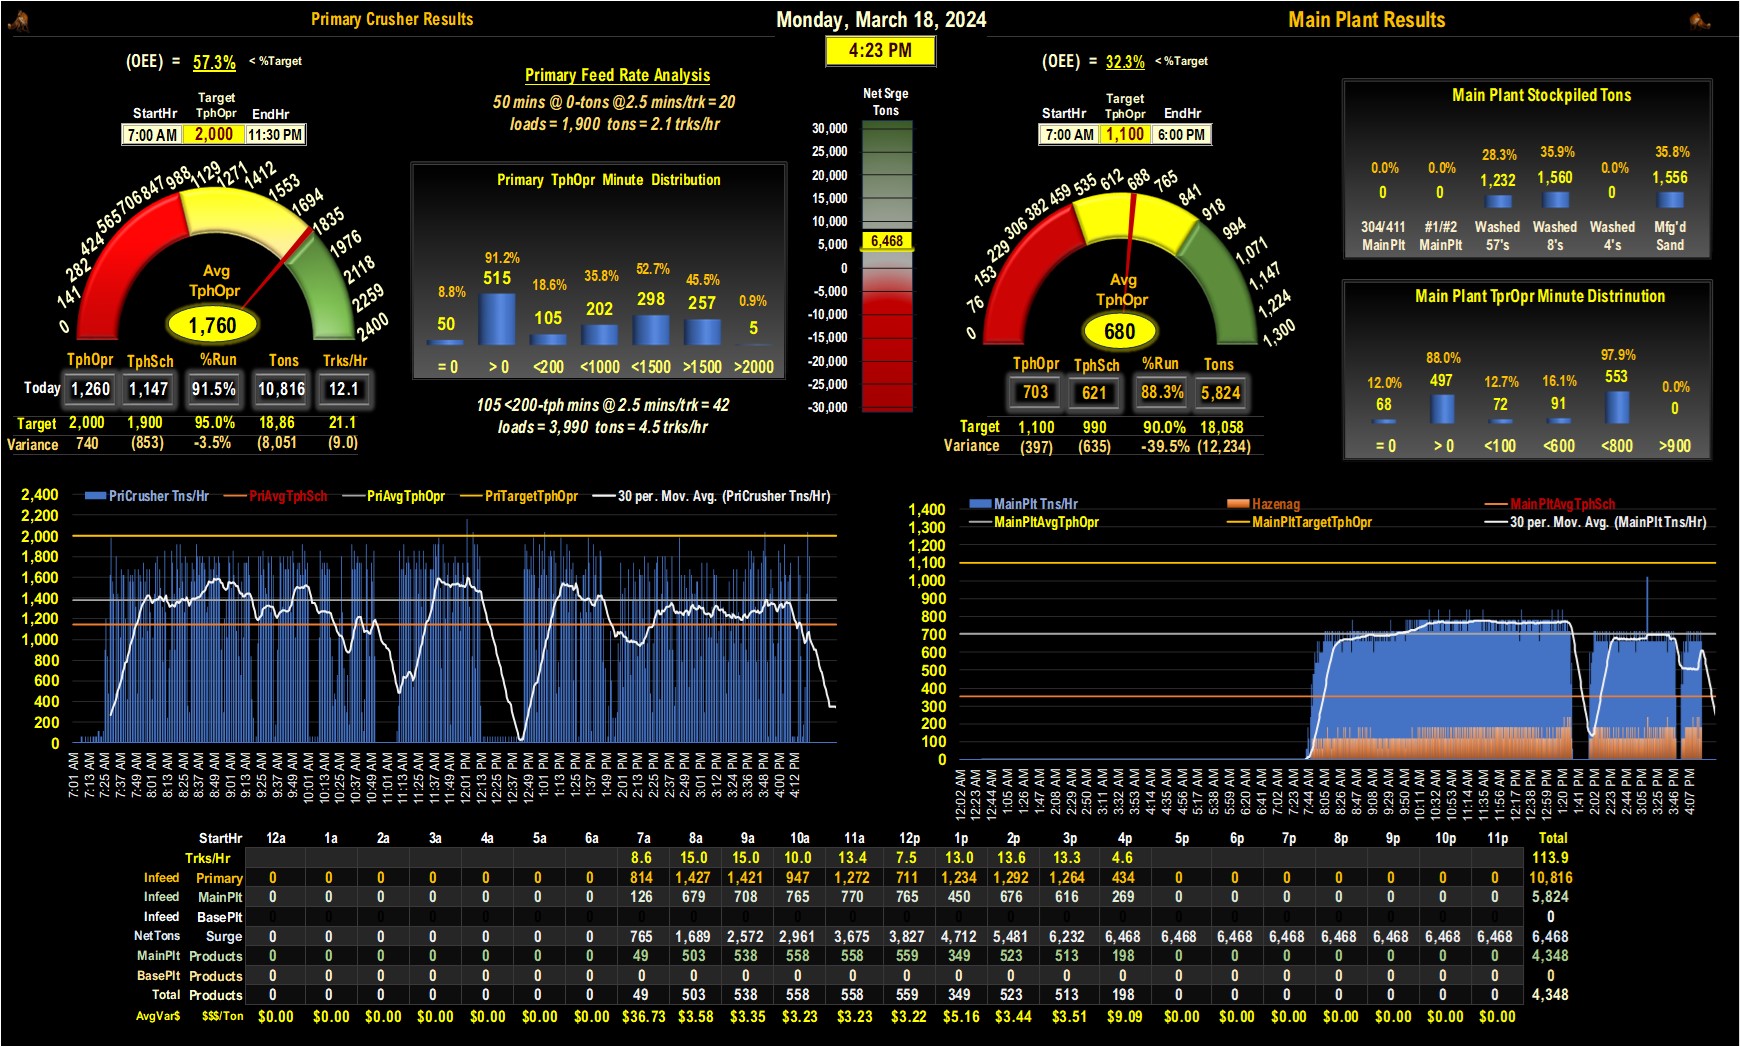 Primary Crusher Results
Monday, March 18, 2024
Main Plant Results
4:23 PM
(OEE) = 57.3% < %Target
StartHr Target TphOpr EndHr
7:00 AM 2,000 11:30 PM
0 141 282 424 565 706 847 988 1129 1271 1412 1553 1694 1835 1976 2118 2259 2400
Avg
TphOpr
1,760
TphOpr TphSch %Run Tons Trks/Hr
Today 1,260 1,147 91.5% 10,816 12.1
Target 2,000 1,900 95.0% 18,86 21.1
Variance 740 (853) -3.5% (8,051 (9.0)
Primary Feed Rate Analysis
50 mins @ 0-tons @2.5 mins/trk = 20
loads = 1,900 tons = 2.1 trks/hr
Primary TphOpr Minute Distribution
8.8% 91.2% 18.6% 35.8% 52.7% 45.5% 0.9%
50 515 105 202 298 257 5
= 0 > 0 <200 <1000 <1500 >1500 >2000
105 <200-tph mins @ 2.5 mins/trk = 42
loads = 3,990 tons = 4.5 trks/hr
Net Srge
Tons
30,000
25,000
20,000
15,000
10,000
5,000
6,468
0
-5,000
-10,000
-15,000
-20,000
-25,000
-30,000
(OEE) = 32.3% < %Target
StartHr Target TphOpr EndHr
7:00 AM 1,100 6:00 PM
0 76 153 229 306 382 459 535 612 688 765 841 918 994 1,071 1,147 1,224 1,300
Avg
TphOpr
680
TphOpr TphSch %Run Tons
703 621 88.3% 5,824
Target 1,100 990 90.0% 18,058
Variance (397) (635) -39.5% (12,234)
Main Plant Stockpiled Tons
0.0% 0.0% 28.3% 35.9% 0.0% 35.8%
0 0 1,232 1,560 0 1,556
304/411 #1/#2 Washed Washed Washed Mfg'd
MainPlt MainPlt 57's 8's 4's Sand
Main Plant TprOpr Minute Distrinution
12.0% 88.0% 12.7% 16.1% 97.9% 0.0%
68 497 72 91 553 0
= 0 > 0 <100 <600 <800 >900
PriCrusher Tns/Hr PriAvgTphSch PriAvgTphOpr PriTargetTphOpr 30 per. Mov. Avg. (PriCrusher Tns/Hr)
2,400
2,200
2,000
1,800
1,600
1,400
1,200
1,000
800
600
400
200
0
7:01 AM 7:13 AM 7:25 AM 7:37 AM 7:49 AM 8:01 AM 8:13 AM 8:25 AM 8:37 AM 8:49 AM 9:01 AM 9:13 AM 9:25 AM 9:37 AM 9:49 AM 10:01 AM 10:13 AM 10:25 AM 10:37 AM 10:49 AM 11:01 AM 11:13 AM 11:25 AM 11:37 AM 11:49 AM 12:01 PM 12:13 PM 12:25 PM 12:37 PM 12:49 PM 1:01 PM 1:13 PM 1:25 PM 1:37 PM 1:49 PM 2:01 PM 2:13 PM 2:25 PM 2:37 PM 2:49 PM 3:01 PM 3:12 PM 3:24 PM 3:36 PM 3:48 PM 4:00 PM 4:12 PM
MainPlt Tns/Hr Hazenag MainPltAvgTphSch
MainPltAvgTphOpr MainPltTargetTphOpr 30 per. Mov. Avg. (MainPlt Tns/Hr)
1,400
1,300
1,200
1,100
1,000
900
800
700
600
500
400
300
200
100
0
12:02 AM 12:23 AM 12:44 AM 1:05 AM 1:26 AM 1:47 AM 2:08 AM 2:29 AM 2:50 AM 3:11 AM 3:32 AM 3:53 AM 4:14 AM 4:35 AM 4:56 AM 5:17 AM 5:38 AM 5:59 AM 6:20 AM 6:41 AM 7:02 AM 7:23 AM 7:44 AM 8:05 AM 8:26 AM 8:47 AM 9:08 AM 9:29 AM 9:50 AM 10:11 AM 10:32 AM 10:53 AM 11:14 AM 11:35 AM 11:56 AM 12:17 PM 12:38 PM 12:59 PM 1:20 PM 1:41 PM 2:02 PM 2:23 PM 2:44 PM 3:05 PM 3:25 PM 3:46 PM 4:07 PM
StartHr 12a 1a 2a 3a 4a 5a 6a 7a 8a 9a 10a 11a 12p 1p 2p 3p 4p 5p 6p 7p 8p 9p 10p 11p Total
Trks/Hr 8.6 15.0 15.0 10.0 13.4 7.5 13.0 13.6 13.3 4.6 113.9
Infeed Primary 0 0 0 0 0 0 0 814 1,427 1,421 947 1,272 711 1,234 1,292 1,264 434 0 0 0 0 0 0 0 10,816
Infeed MainPlt 0 0 0 0 0 0 0 126 679 708 765 770 765 450 676 616 269 0 0 0 0 0 0 0 5,824
Infeed BasePlt 0 0 0 0 0 0 0 0 0 0 0 0 0 0 0 0 0 0 0 0 0 0 0 0 0
NetTons Surge 0 0 0 0 0 0 0 765 1,689 2,572 2,961 3,675 3,827 4,712 5,481 6,232 6,468 6,468 6,468 6,468 6,468 6,468 6,468 6,468 6,468
MainPlt Products 0 0 0 0 0 0 0 49 503 538 558 558 559 349 523 513 198 0 0 0 0 0 0 0 4,348
BasePlt Products 0 0 0 0 0 0 0 0 0 0 0 0 0 0 0 0 0 0 0 0 0 0 0 0 0
Total Products 0 0 0 0 0 0 0 49 503 538 558 558 559 349 523 513 198 0 0 0 0 0 0 0 4,348
AvgVar$ $$$/Ton $0.00 $0.00 $0.00 $0.00 $0.00 $0.00 $0.00 $36.73 $3.58 $3.35 $3.23 $3.23 $3.22 $5.16 $3.44 $3.51 $9.09 $0.00 $0.00 $0.00 $0.00 $0.00 $0.00 $0.00